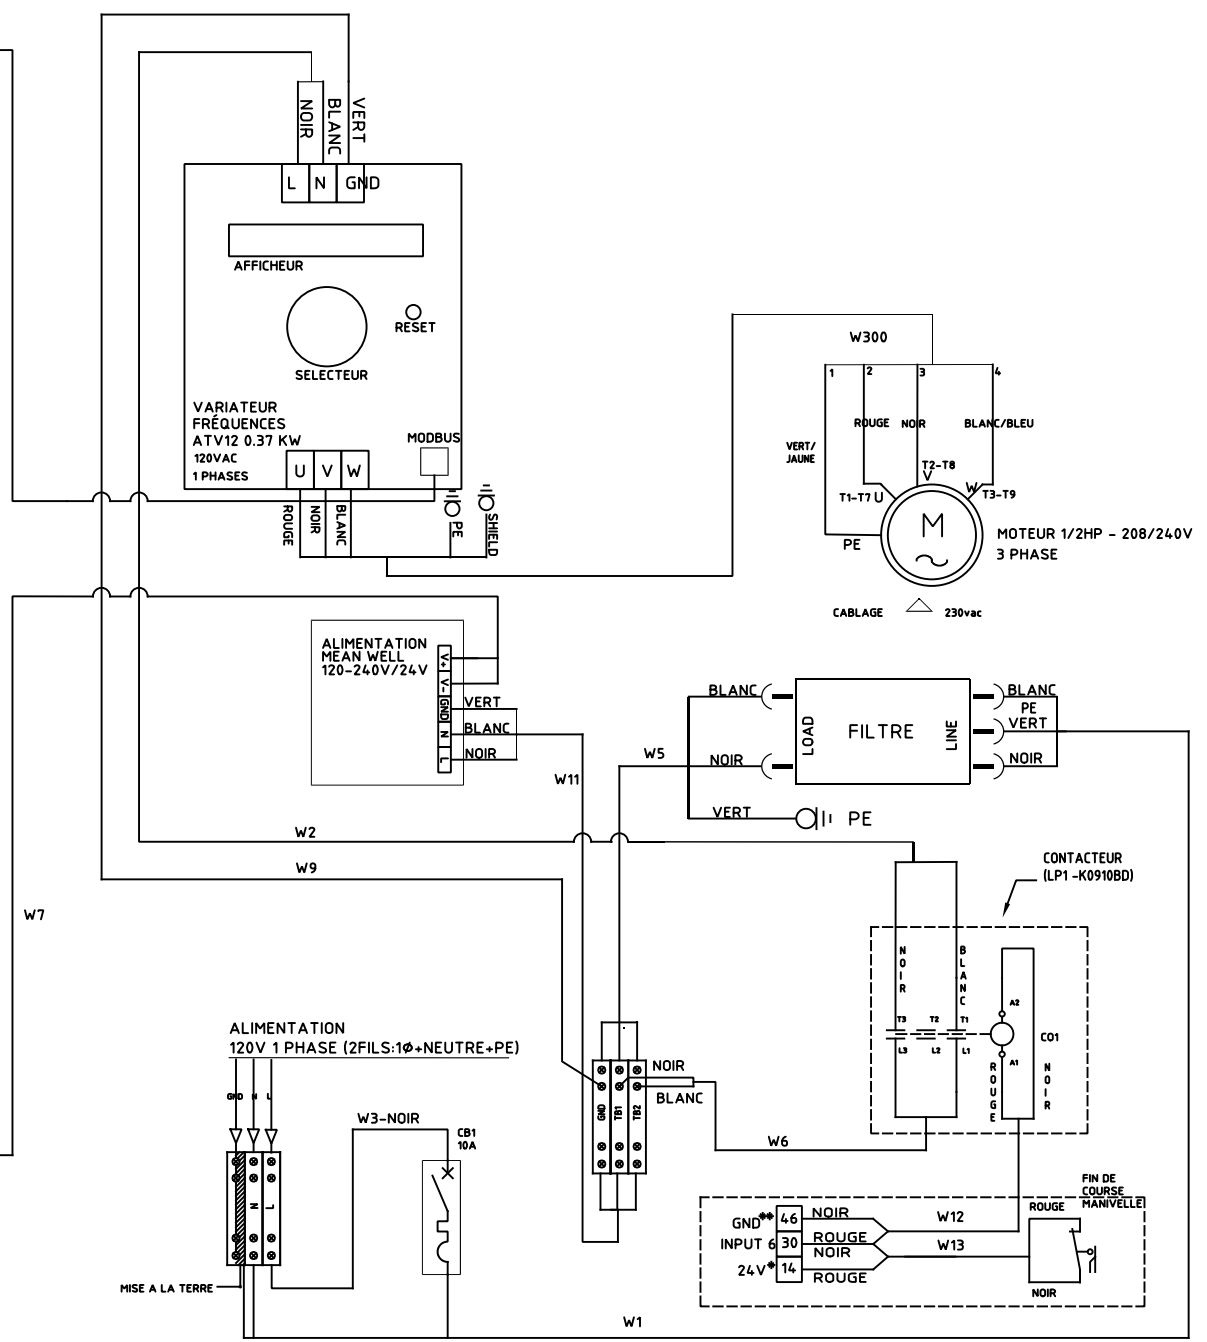 NOIR
BLANC
VERT
L N GND
AFFICHEUR
RESET
SELECTEUR
VARIATEUR
FRÉQUENCES
ATV12 0.37 KW
120VAC
1 PHASES
MODBUS
U V W
ROUGE
NOIR
BLANC
PE
SHIELD
W300
1 2 3 4
ROUGE NOIR BLANC/BLEU
VERT/
JAUNE
T2-T8
V
T1-T7 U
W
T3-T9
M
PE
MOTEUR 1/2HP - 208/240V
3 PHASE
CABLAGE 230vac
ALIMENTATION
MEAN WELL
120-240V/24V
V+
V-
GND
N
L
VERT
BLANC
NOIR
W11
W5
BLANC
NOIR
VERT
LOAD
FILTRE
LINE
BLANC
PE
VERT
NOIR
PE
W2
W9
W7
CONTACTEUR
(LP1 -K0910BD)
NOIR
BLANC
T3 T2 T1
L3 L2 L1
A2
A1
CO1
ROUGE
NOIR
ALIMENTATION
120V 1 PHASE (2FILS:1Ø+NEUTRE+PE)
GND N L
N L
MISE A LA TERRE
W3-NOIR
CB1
10A
GND
TB1
TB2
NOIR
BLANC
W6
FIN DE
COURSE
MANIVELLE
GND** 46 NOIR
INPUT 6 30 ROUGE
NOIR
24V* 14
ROUGE
W12
W13
ROUGE
NOIR
W1